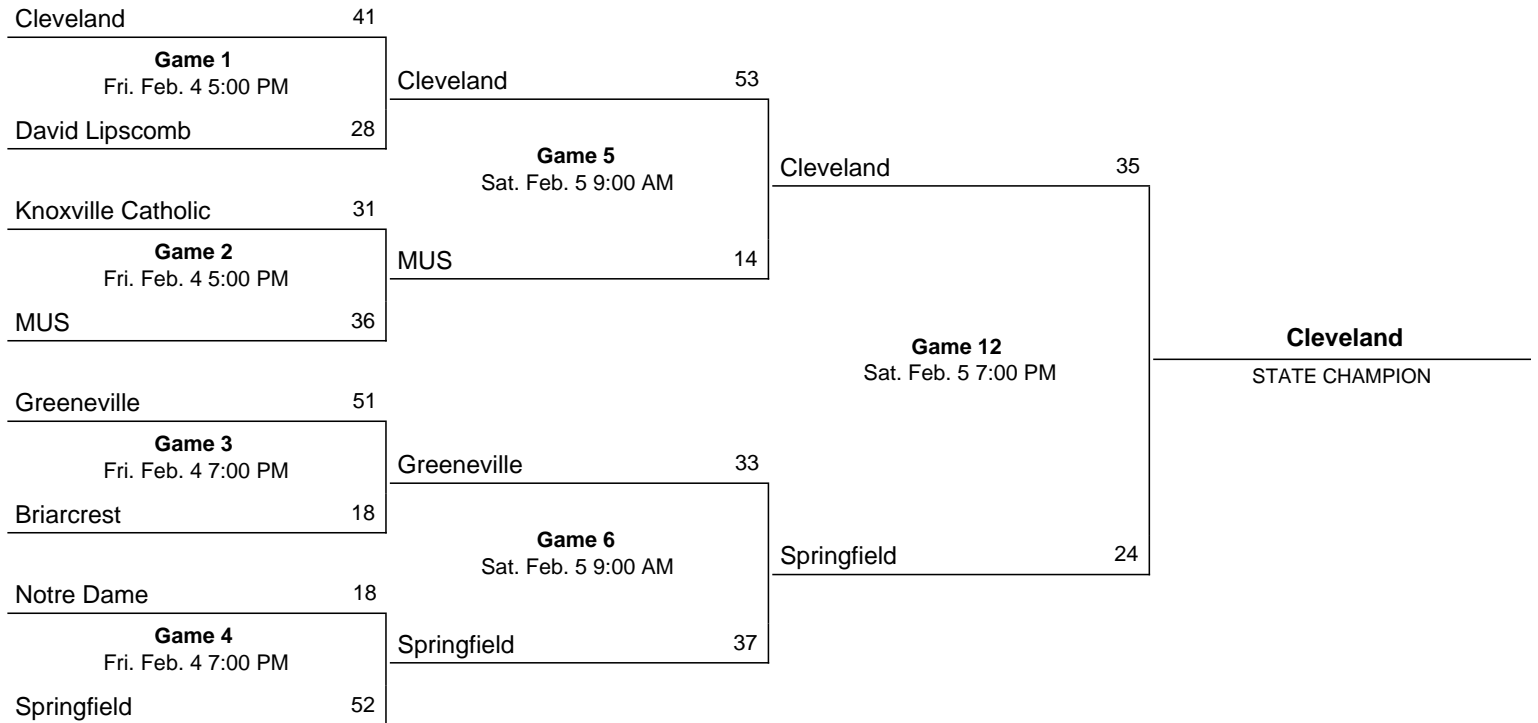 Cleveland 41
Game 1
Fri. Feb. 4 5:00 PM
David Lipscomb 28
Knoxville Catholic 31
Game 2
Fri. Feb. 4 5:00 PM
MUS 36
Greeneville 51
Game 3
Fri. Feb. 4 7:00 PM
Briarcrest 18
Notre Dame 18
Game 4
Fri. Feb. 4 7:00 PM
Springfield 52
Cleveland 53
Game 5
Sat. Feb. 5 9:00 AM
MUS 14
Greeneville 33
Game 6
Sat. Feb. 5 9:00 AM
Springfield 37
Cleveland 35
Game 12
Sat. Feb. 5 7:00 PM
Springfield 24
Cleveland
STATE CHAMPION